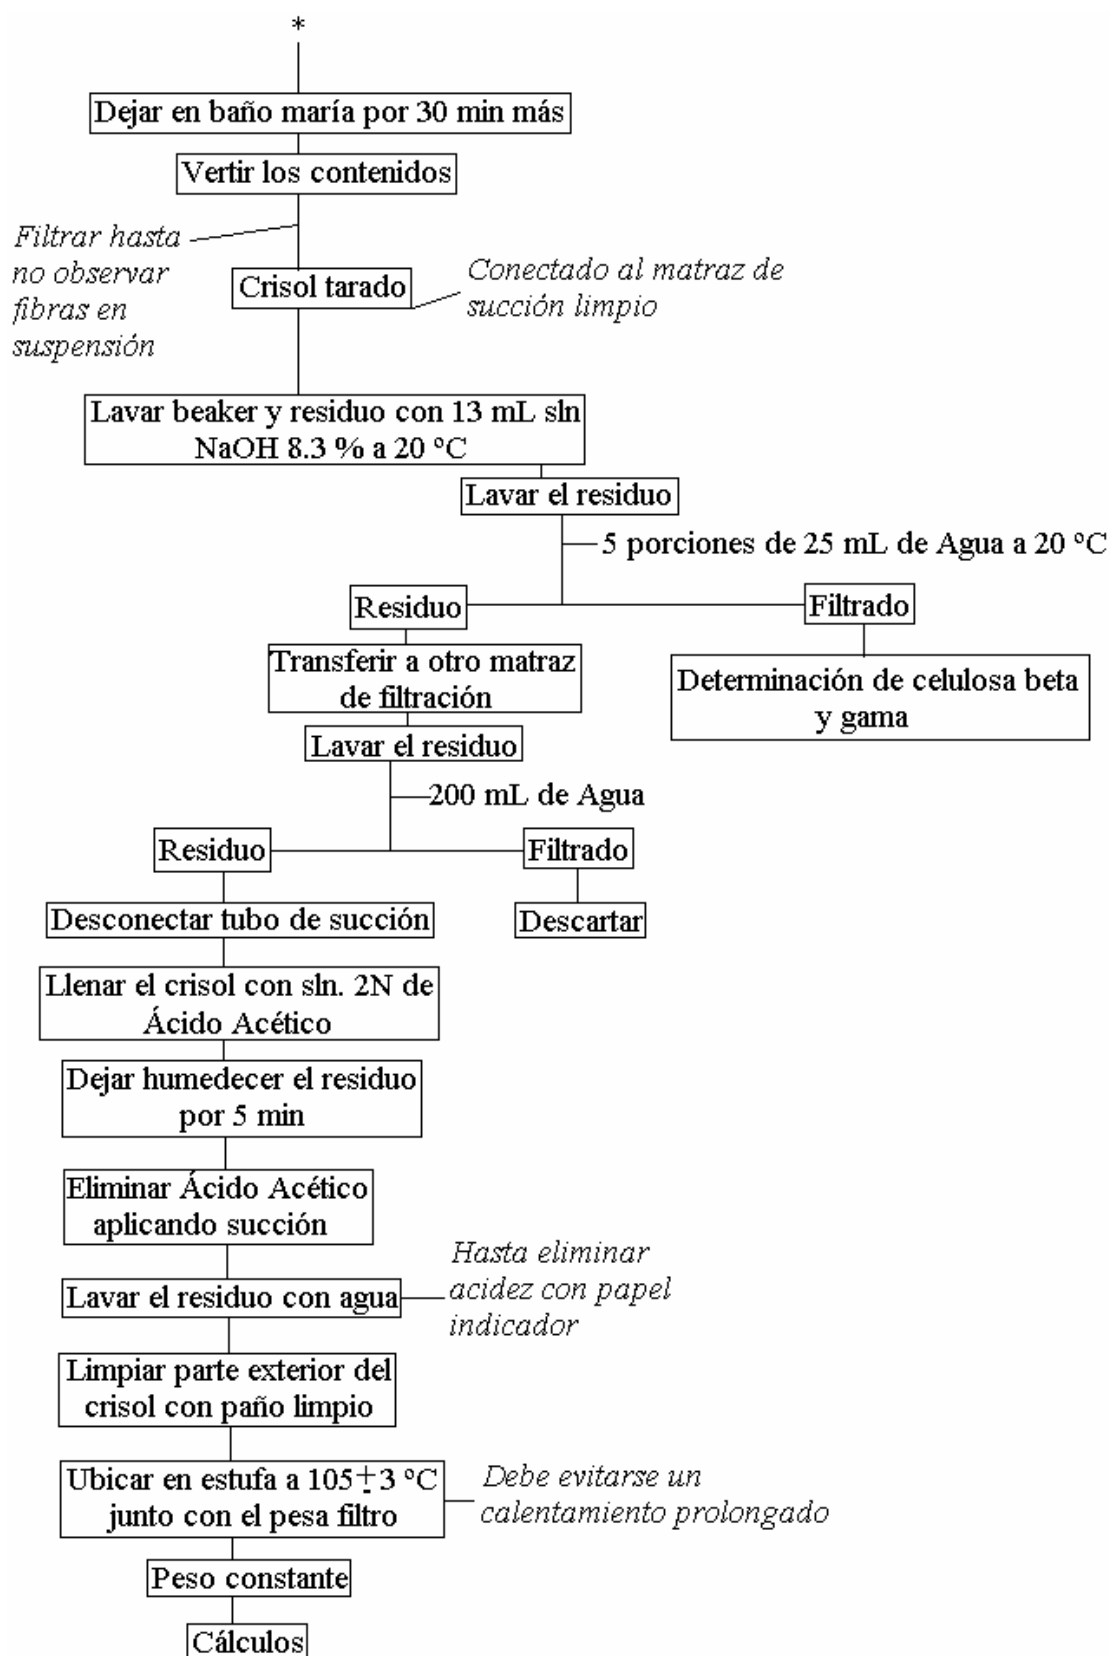 *
Dejar en baño maría por 30 min más
Vertir los contenidos
Filtrar hasta
no observar
fibras en
suspensión
Crisol tarado
Conectado al matraz de
succión limpio
Lavar beaker y residuo con 13 mL sln
NaOH 8.3 % a 20 ºC
Lavar el residuo
5 porciones de 25 mL de Agua a 20 ºC
Residuo
Filtrado
Transferir a otro matraz
de filtración
Determinación de celulosa beta
y gama
Lavar el residuo
200 mL de Agua
Residuo
Filtrado
Desconectar tubo de succión
Descartar
Llenar el crisol con sln. 2N de
Ácido Acético
Dejar humedecer el residuo
por 5 min
Eliminar Ácido Acético
aplicando succión
Lavar el residuo con agua
Hasta eliminar
acidez con papel
indicador
Limpiar parte exterior del
crisol con paño limpio
Ubicar en estufa a 105±3 ºC
junto con el pesa filtro
Debe evitarse un
calentamiento prolongado
Peso constante
Cálculos